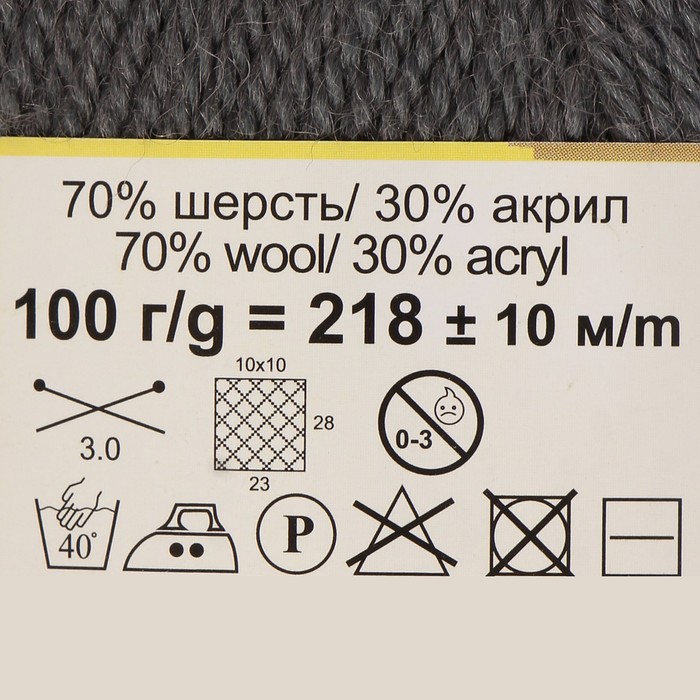 70% шерсть/ 30% акрил
70% wool/ 30% acryl
100 г/g = 218 ± 10 м/m
10x10
28
3.0
23
0-3
40°
P